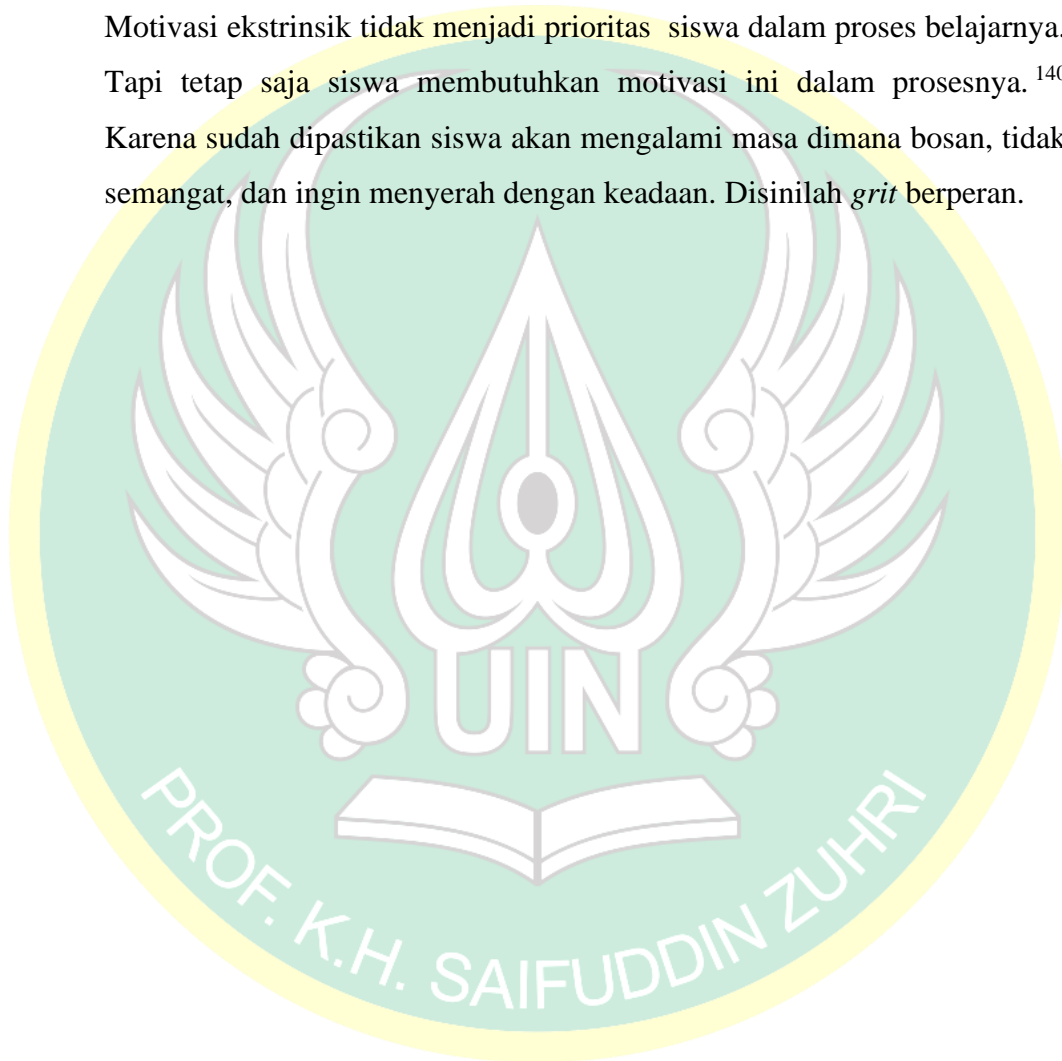 Motivasi ekstrinsik tidak menjadi prioritas siswa dalam proses belajarnya.
Tapi tetap saja siswa membutuhkan motivasi ini dalam prosesnya. 140
Karena sudah dipastikan siswa akan mengalami masa dimana bosan, tidak
semangat, dan ingin menyerah dengan keadaan. Disinilah grit berperan.
UIN
PROF. K.H. SAIFUDDIN ZUHRI